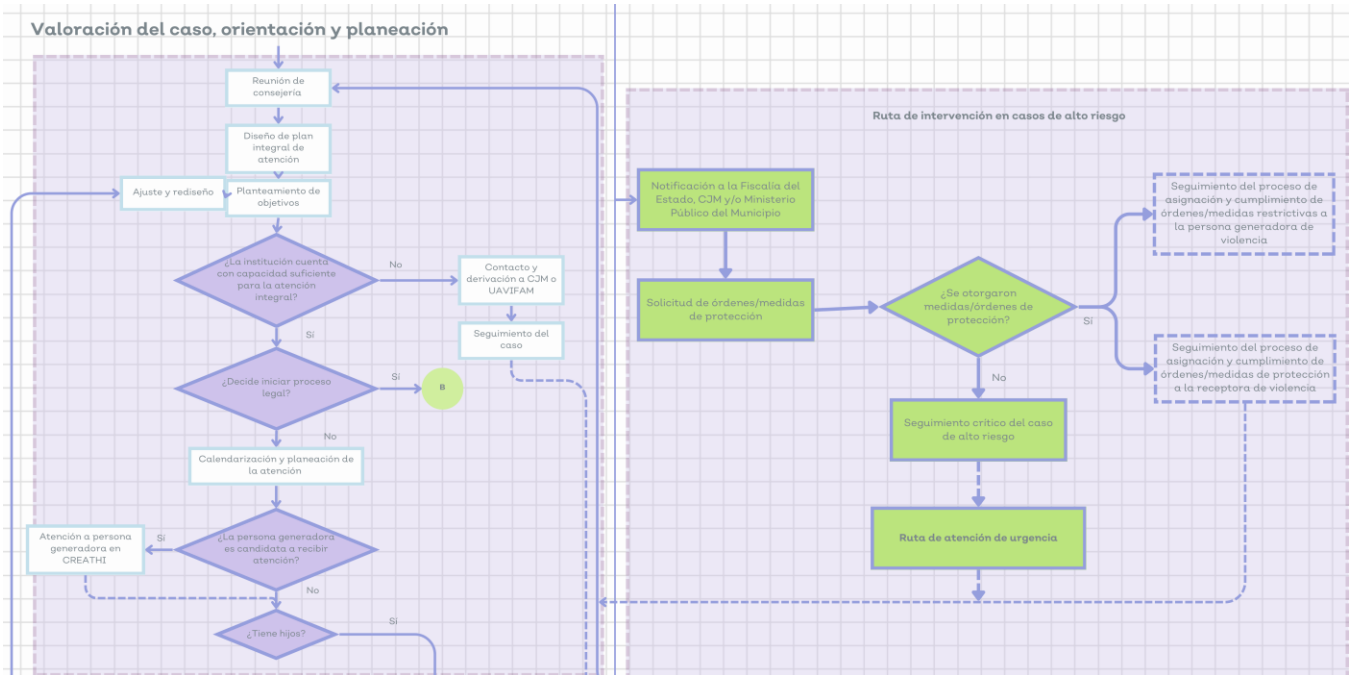 Valoración del caso, orientación y planeación
Reunión de
consejería
Diseño de plan
integral de
atención
Ajuste y rediseño
Planteamiento de
objetivos
¿La institución cuenta
con capacidad suficiente
para la atención
integral?
No
Contacto y
derivación a CJM o
UAVIFAM
Seguimiento del
caso
Sí
¿Decide iniciar proceso
legal?
Sí
B
No
Calendarización y planeación de
la atención
¿La persona generadora
es candidata a recibir
atención?
Sí
Atención a persona
generadora en
CREATHI
No
¿Tiene hijos?
Sí
Ruta de intervención en casos de alto riesgo
Notificación a la Fiscalía del
Estado, CJM y/o Ministerio
Público del Municipio
Solicitud de órdenes/medidas
de protección
¿Se otorgaron
medidas/órdenes de
protección?
Sí
Seguimiento del proceso de
asignación y cumplimiento de
órdenes/medidas restrictivas a
la persona generadora de
violencia
Seguimiento del proceso de
asignación y cumplimiento de
órdenes/medidas de protección
a la receptora de violencia
No
Seguimiento crítico del caso
de alto riesgo
Ruta de atención de urgencia